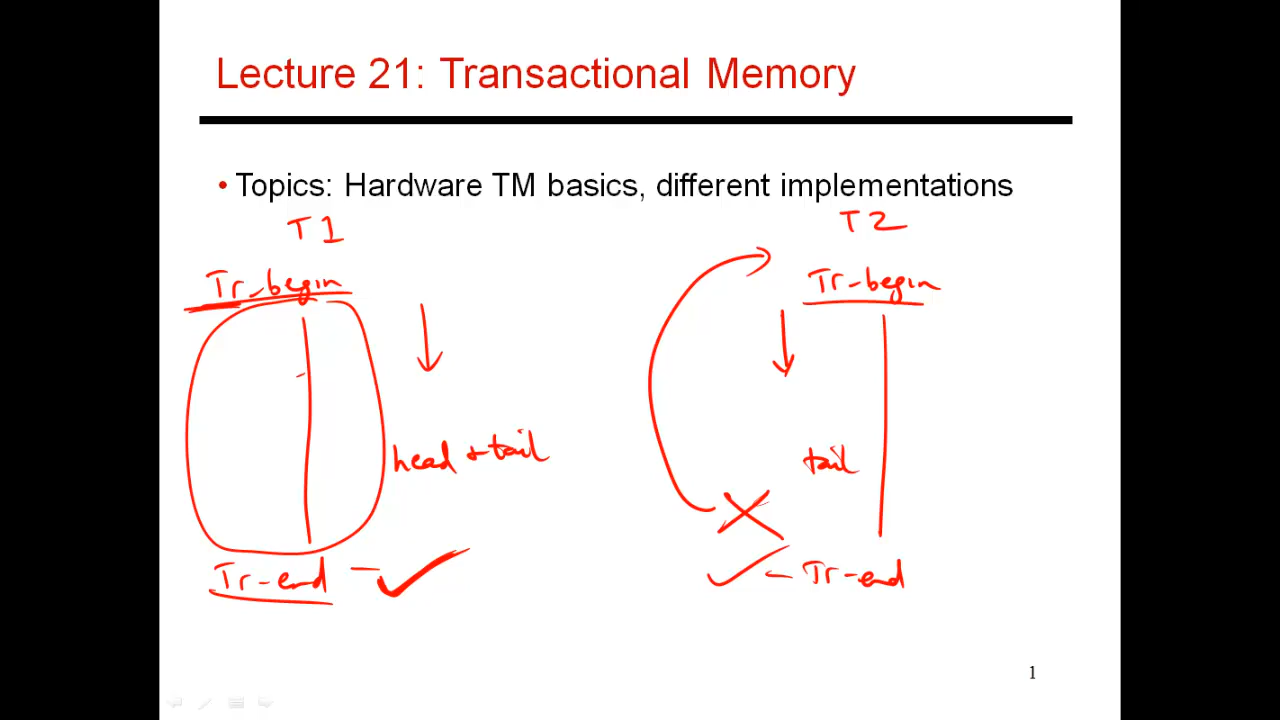 Lecture 21: Transactional Memory
• Topics: Hardware TM basics, different implementations
T1
T2
Tr-begin
Tr-begin
head + tail
tail
Tr-end
Tr-end
1